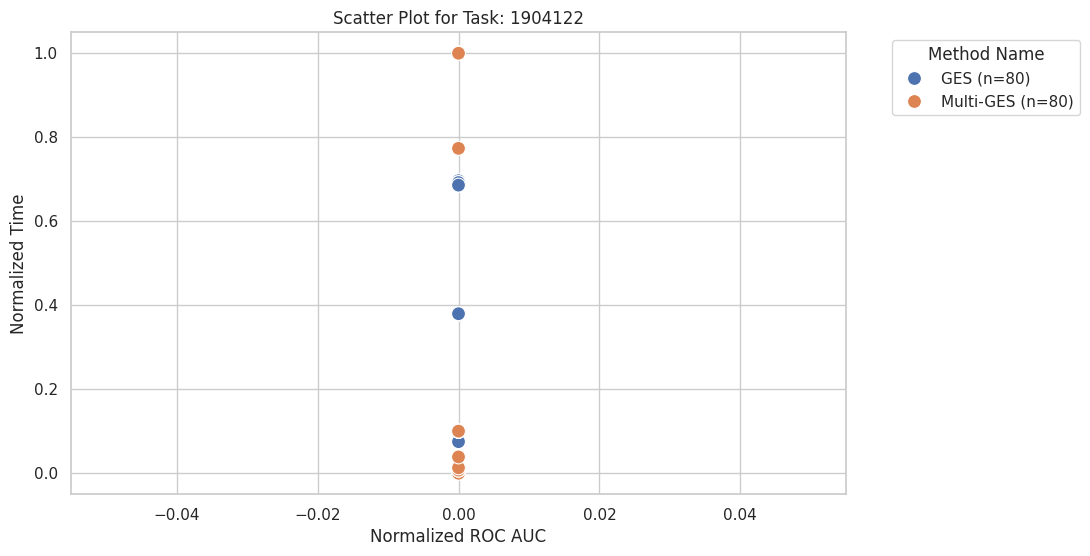 Scatter Plot for Task: 1904122
Method Name
GES (n=80)
Multi-GES (n=80)
Normalized Time
1.0
0.8
0.6
0.4
0.2
0.0
−0.04
−0.02
0.00
0.02
0.04
Normalized ROC AUC